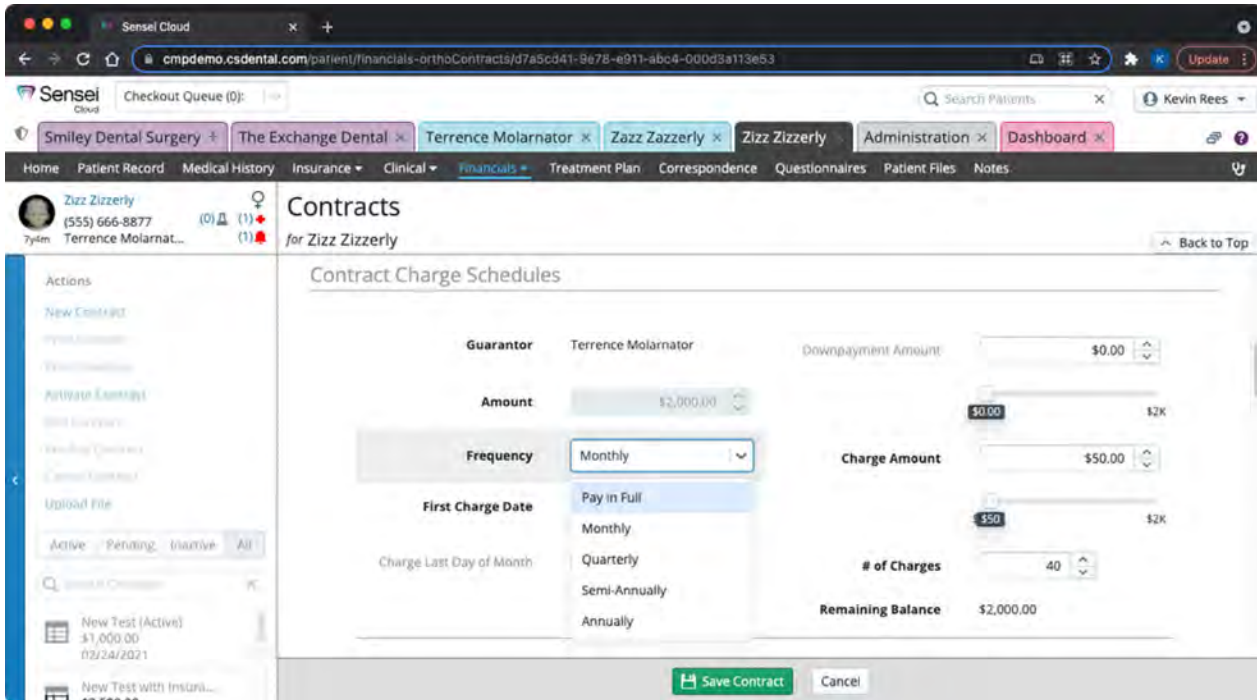 Sensei Cloud
cmpdemo.csdental.com/patient/financials-orthoContracts/d7a5cd41-9e78-e911-abc4-000d3a113e53
K
Update
Sensei
Cloud
Checkout Queue (0):
Search Patients
Kevin Rees
Smiley Dental Surgery
The Exchange Dental
Terrence Molarnator
Zazz Zazzerly
Zizz Zizzerly
Administration
Dashboard
Home Patient Record Medical History Insurance Clinical Financials Treatment Plan Correspondence Questionnaires Patient Files Notes
Zizz Zizzerly
(555) 666-8877
(0) (1)
7y4m Terrence Molarnat...
(1)
Contracts
for Zizz Zizzerly
Back to Top
Actions
New Contract
Activate Contract
Upload File
Active Pending Inactive All
New Test (Active)
$1,000.00
02/24/2021
New Test with Insura...
Contract Charge Schedules
Guarantor Terrence Molarnator
Downpayment Amount $0.00
Amount $2,000.00
$0.00 $2K
Frequency Monthly
Charge Amount $50.00
Pay in Full
First Charge Date
$50 $2K
Monthly
Charge Last Day of Month
Quarterly
# of Charges 40
Semi-Annually
Remaining Balance $2,000.00
Annually
Save Contract
Cancel